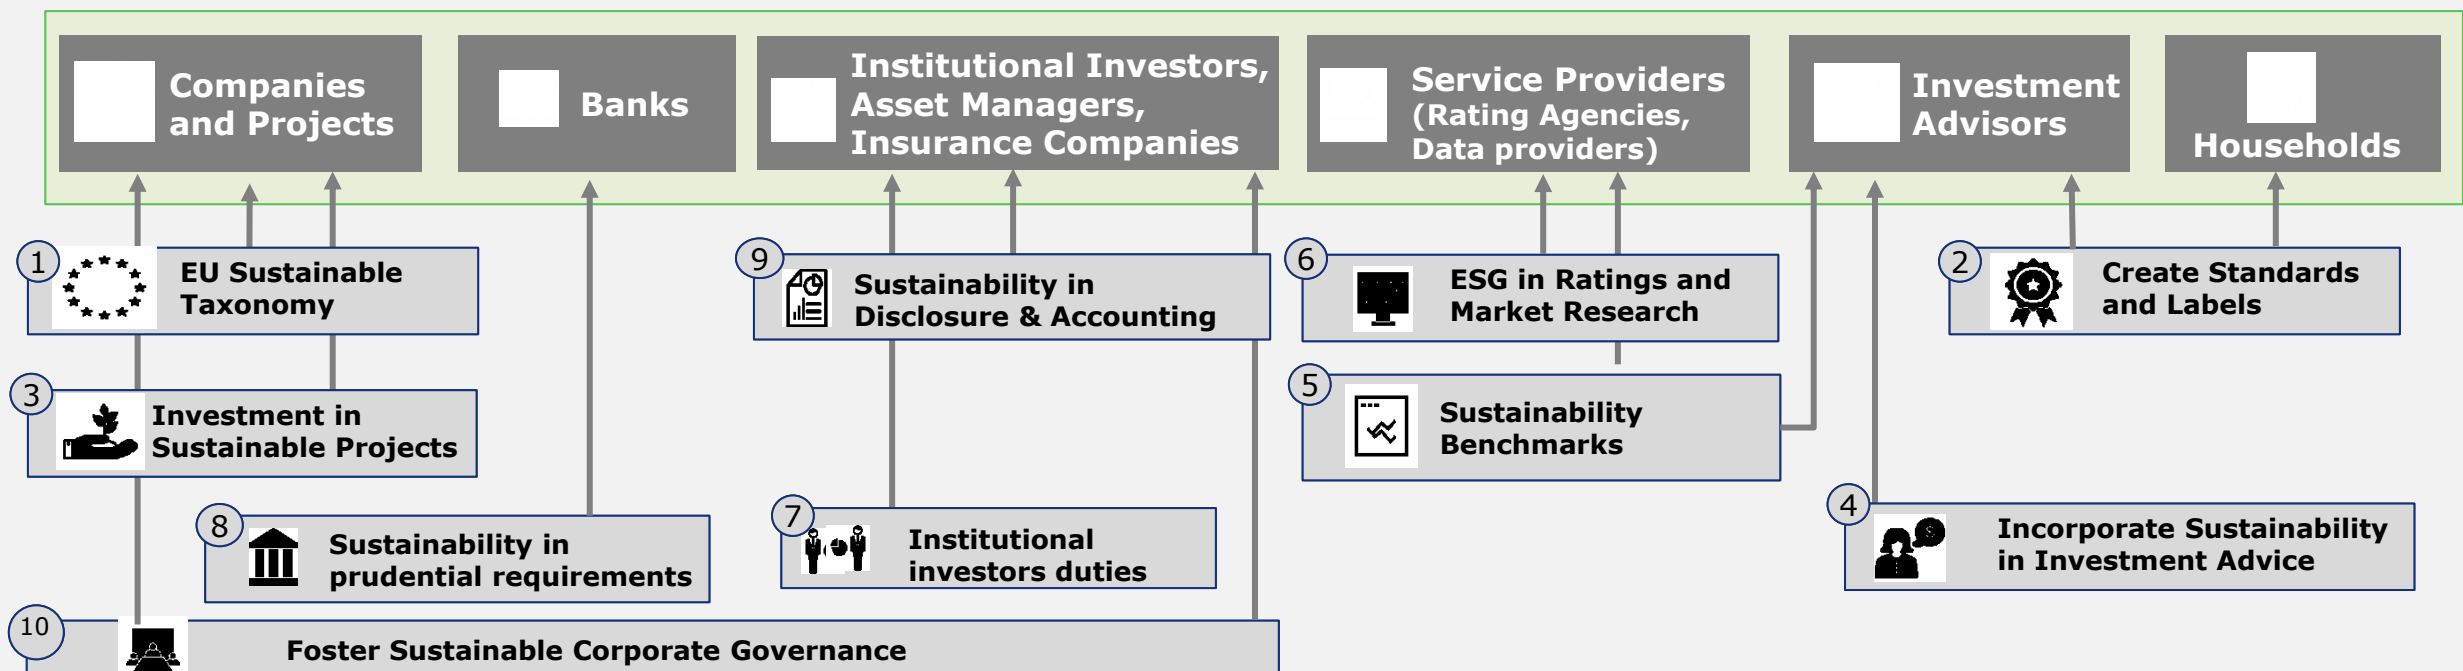 Companies
and Projects
Banks
Institutional Investors,
Asset Managers,
Insurance Companies
Service Providers
(Rating Agencies,
Data providers)
Investment
Advisors
Households
1
EU Sustainable
Taxonomy
9
Sustainability in
Disclosure & Accounting
6
ESG in Ratings and
Market Research
2
Create Standards
and Labels
3
Investment in
Sustainable Projects
5
Sustainability
Benchmarks
8
Sustainability in
prudential requirements
7
Institutional
investors duties
4
Incorporate Sustainability
in Investment Advice
10
Foster Sustainable Corporate Governance